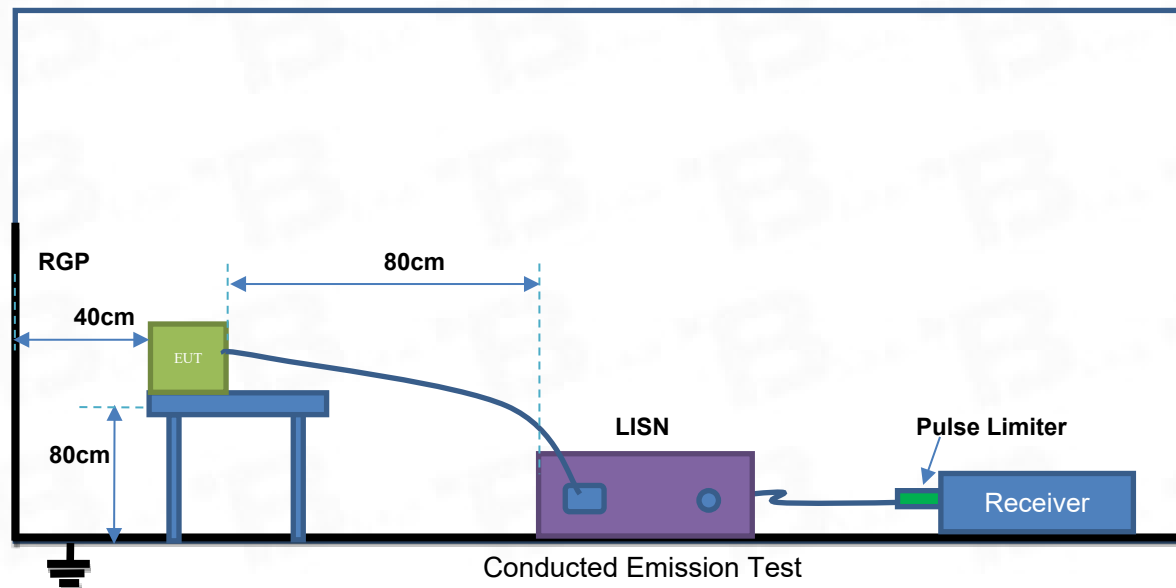 RGP
80cm
40cm
EUT
80cm
LISN
Pulse Limiter
Receiver
Conducted Emission Test